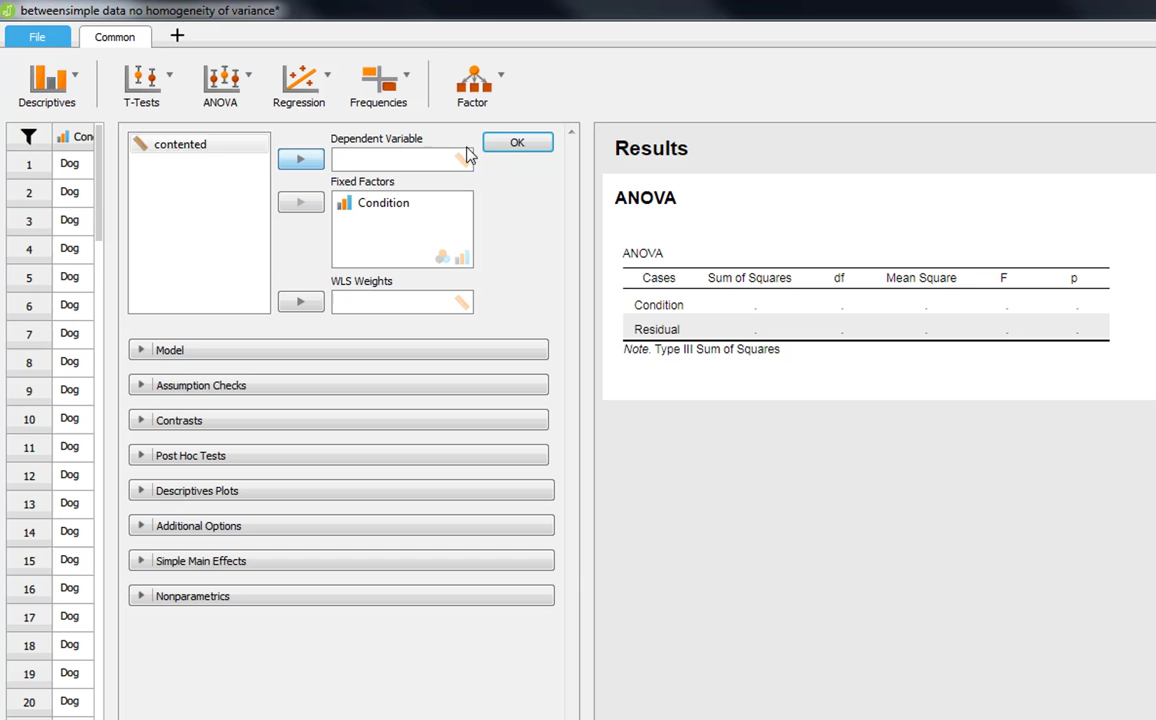 betweensimple data no homogeneity of variance*
File
Common
+
Descriptives
T-Tests
ANOVA
Regression
Frequencies
Factor
Con
1 Dog
2 Dog
3 Dog
4 Dog
5 Dog
6 Dog
7 Dog
8 Dog
9 Dog
10 Dog
11 Dog
12 Dog
13 Dog
14 Dog
15 Dog
16 Dog
17 Dog
18 Dog
19 Dog
20 Dog
contented
Dependent Variable
OK
Fixed Factors
Condition
WLS Weights
Model
Assumption Checks
Contrasts
Post Hoc Tests
Descriptives Plots
Additional Options
Simple Main Effects
Nonparametrics
Results
ANOVA
ANOVA
Cases Sum of Squares df Mean Square F p
Condition . . . . .
Residual . . . . .
Note. Type III Sum of Squares